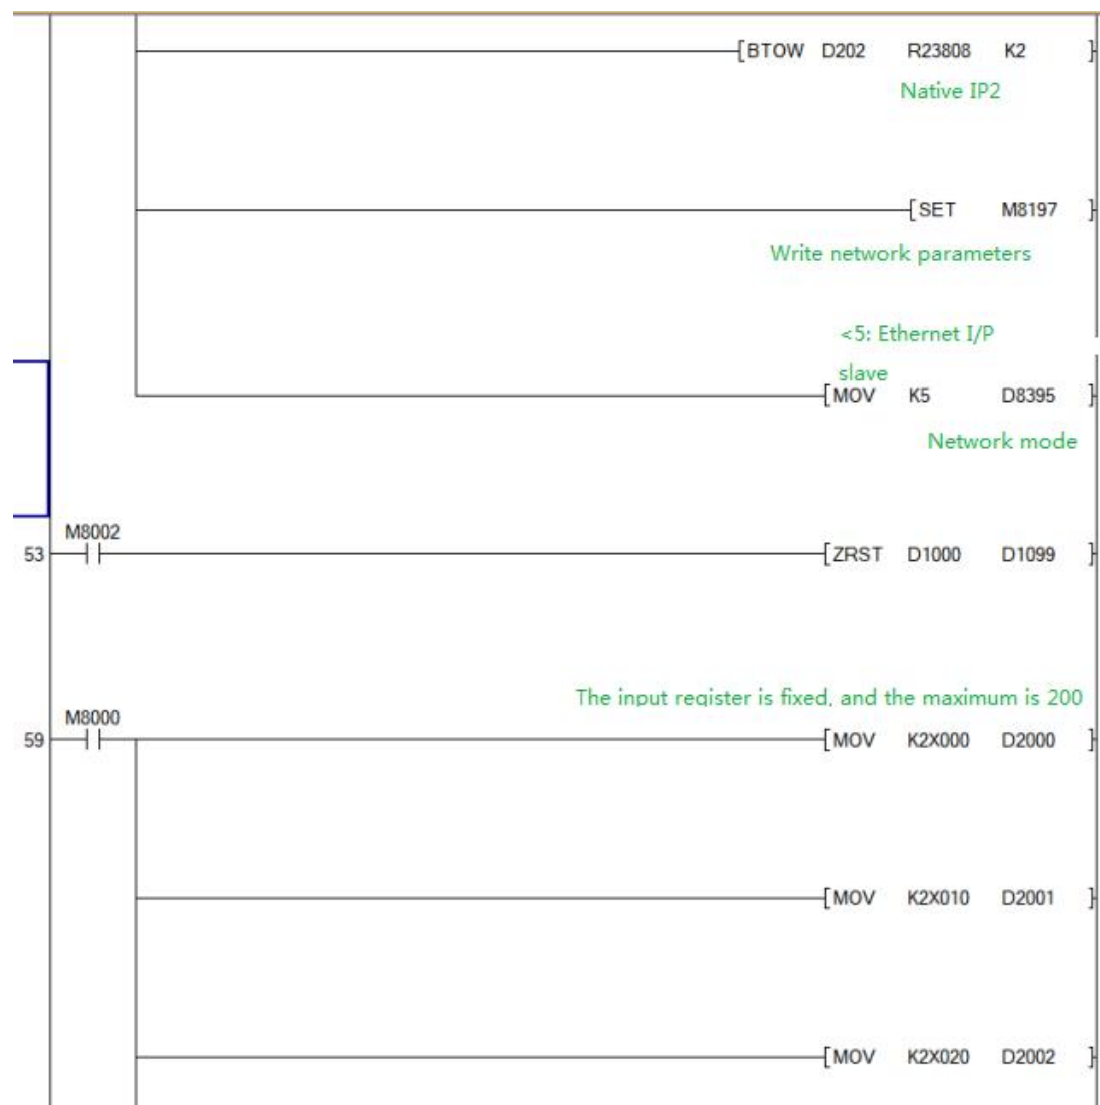 [BTOW D202 R23808 K2 ]
Native IP2
[SET M8197 ]
Write network parameters
<5: Ethernet I/P
slave
[MOV K5 D8395 ]
Network mode
M8002
53 [ZRST D1000 D1099 ]
The input register is fixed, and the maximum is 200
M8000
59 [MOV K2X000 D2000 ]
[MOV K2X010 D2001 ]
[MOV K2X020 D2002 ]